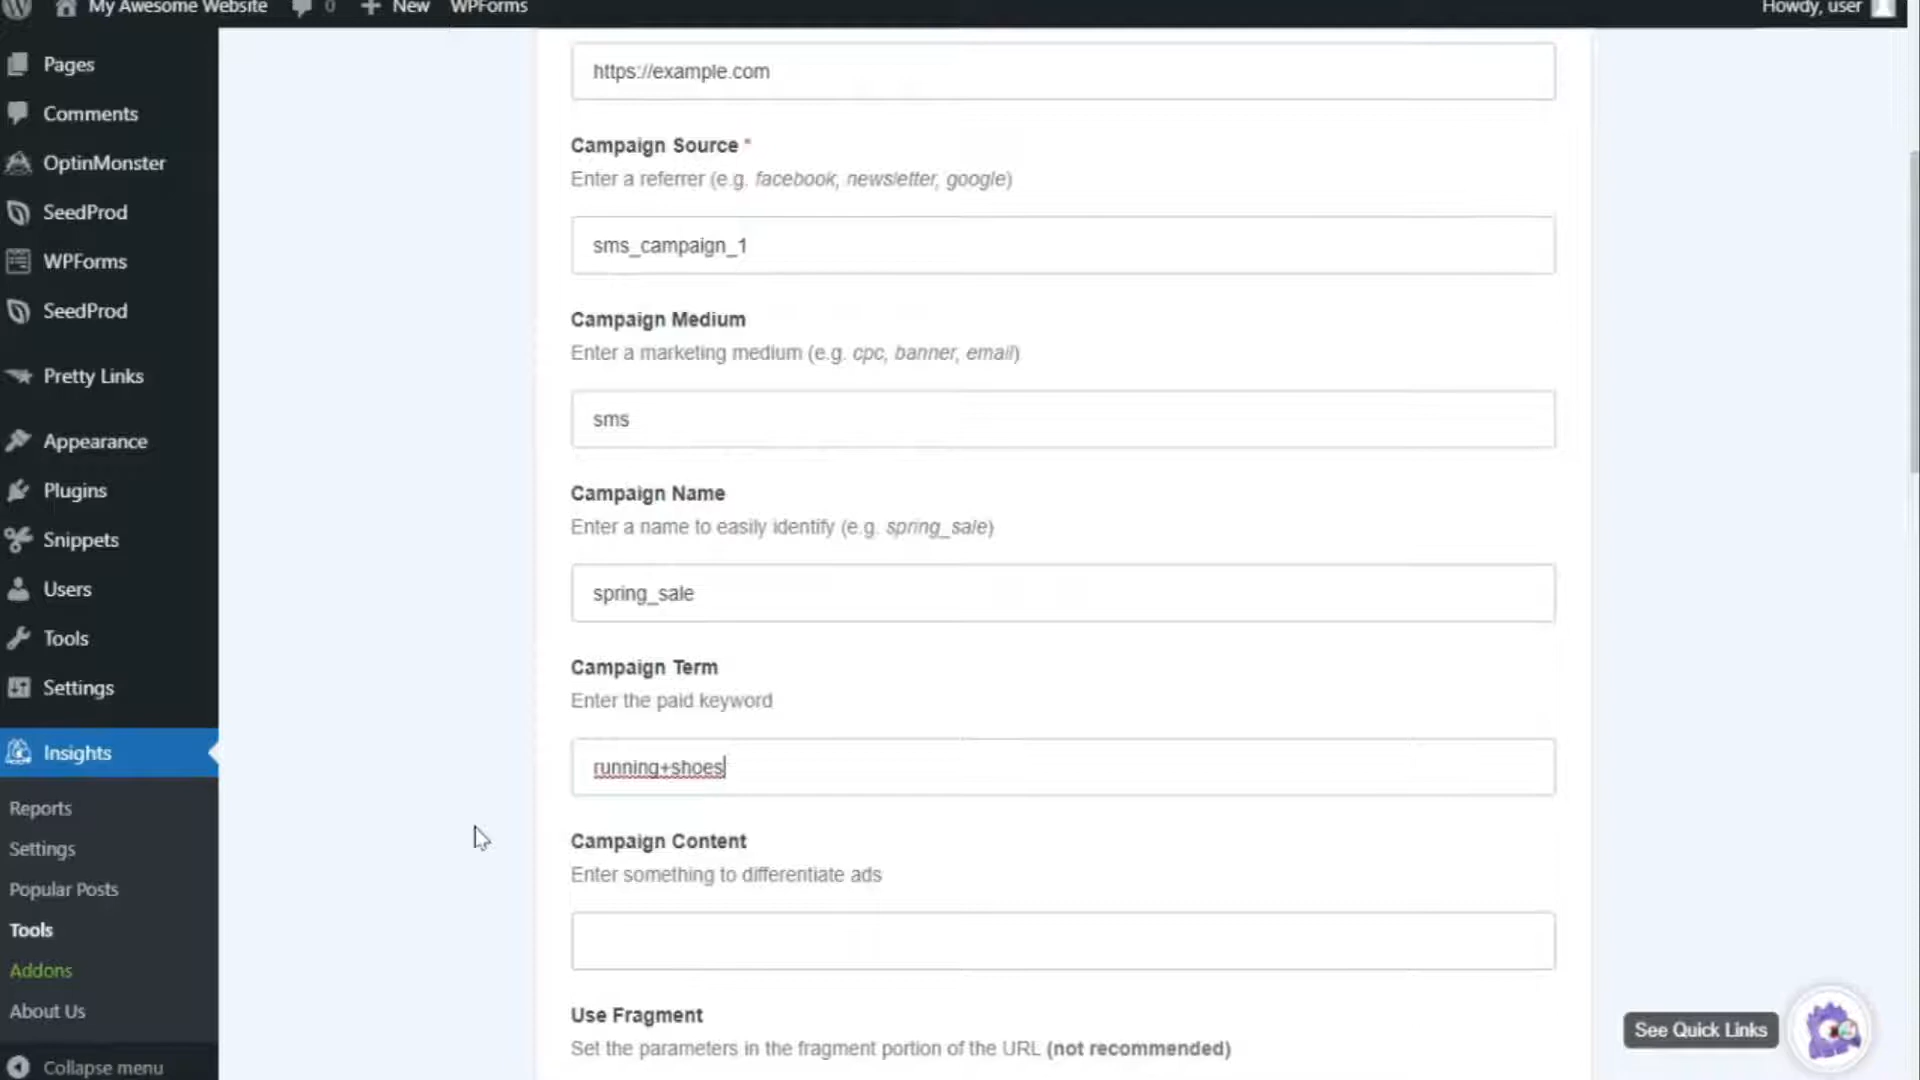 My Awesome Website 0 New WPForms Howdy, user
Pages
Comments
OptinMonster
SeedProd
WPForms
SeedProd
Pretty Links
Appearance
Plugins
Snippets
Users
Tools
Settings
Insights
Reports
Settings
Popular Posts
Tools
Addons
About Us
Collapse menu
https://example.com
Campaign Source *
Enter a referrer (e.g. facebook, newsletter, google)
sms_campaign_1
Campaign Medium
Enter a marketing medium (e.g. cpc, banner, email)
sms
Campaign Name
Enter a name to easily identify (e.g. spring_sale)
spring_sale
Campaign Term
Enter the paid keyword
running+shoes
Campaign Content
Enter something to differentiate ads
Use Fragment
Set the parameters in the fragment portion of the URL (not recommended)
See Quick Links